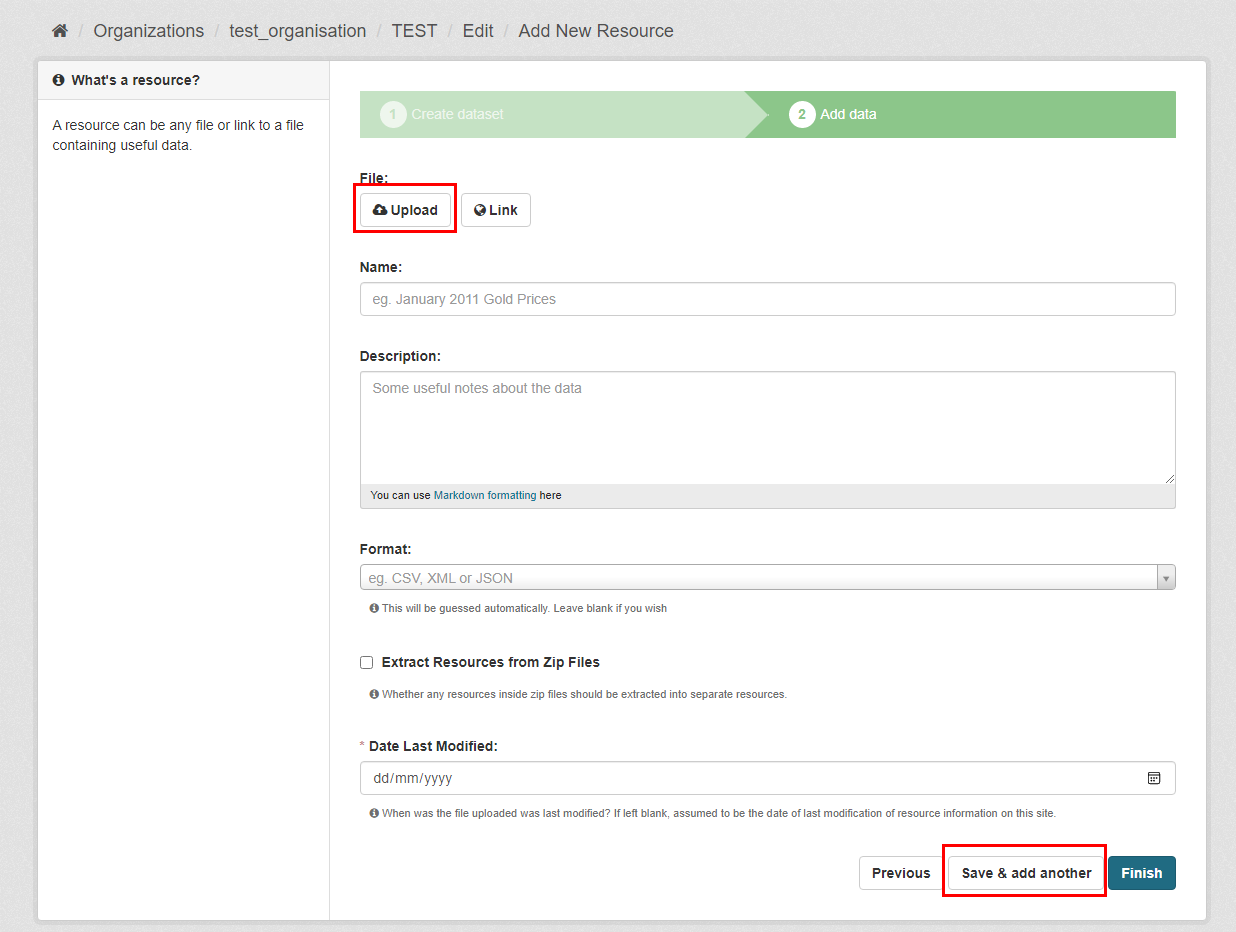 / Organizations / test_organisation / TEST / Edit / Add New Resource
What's a resource?
A resource can be any file or link to a file
containing useful data.
1 Create dataset
2 Add data
File:
Upload Link
Name:
eg. January 2011 Gold Prices
Description:
Some useful notes about the data
You can use Markdown formatting here
Format:
eg. CSV, XML or JSON
This will be guessed automatically. Leave blank if you wish
Extract Resources from Zip Files
Whether any resources inside zip files should be extracted into separate resources.
* Date Last Modified:
dd/mm/yyyy
When was the file uploaded was last modified? If left blank, assumed to be the date of last modification of resource information on this site.
Previous Save & add another Finish